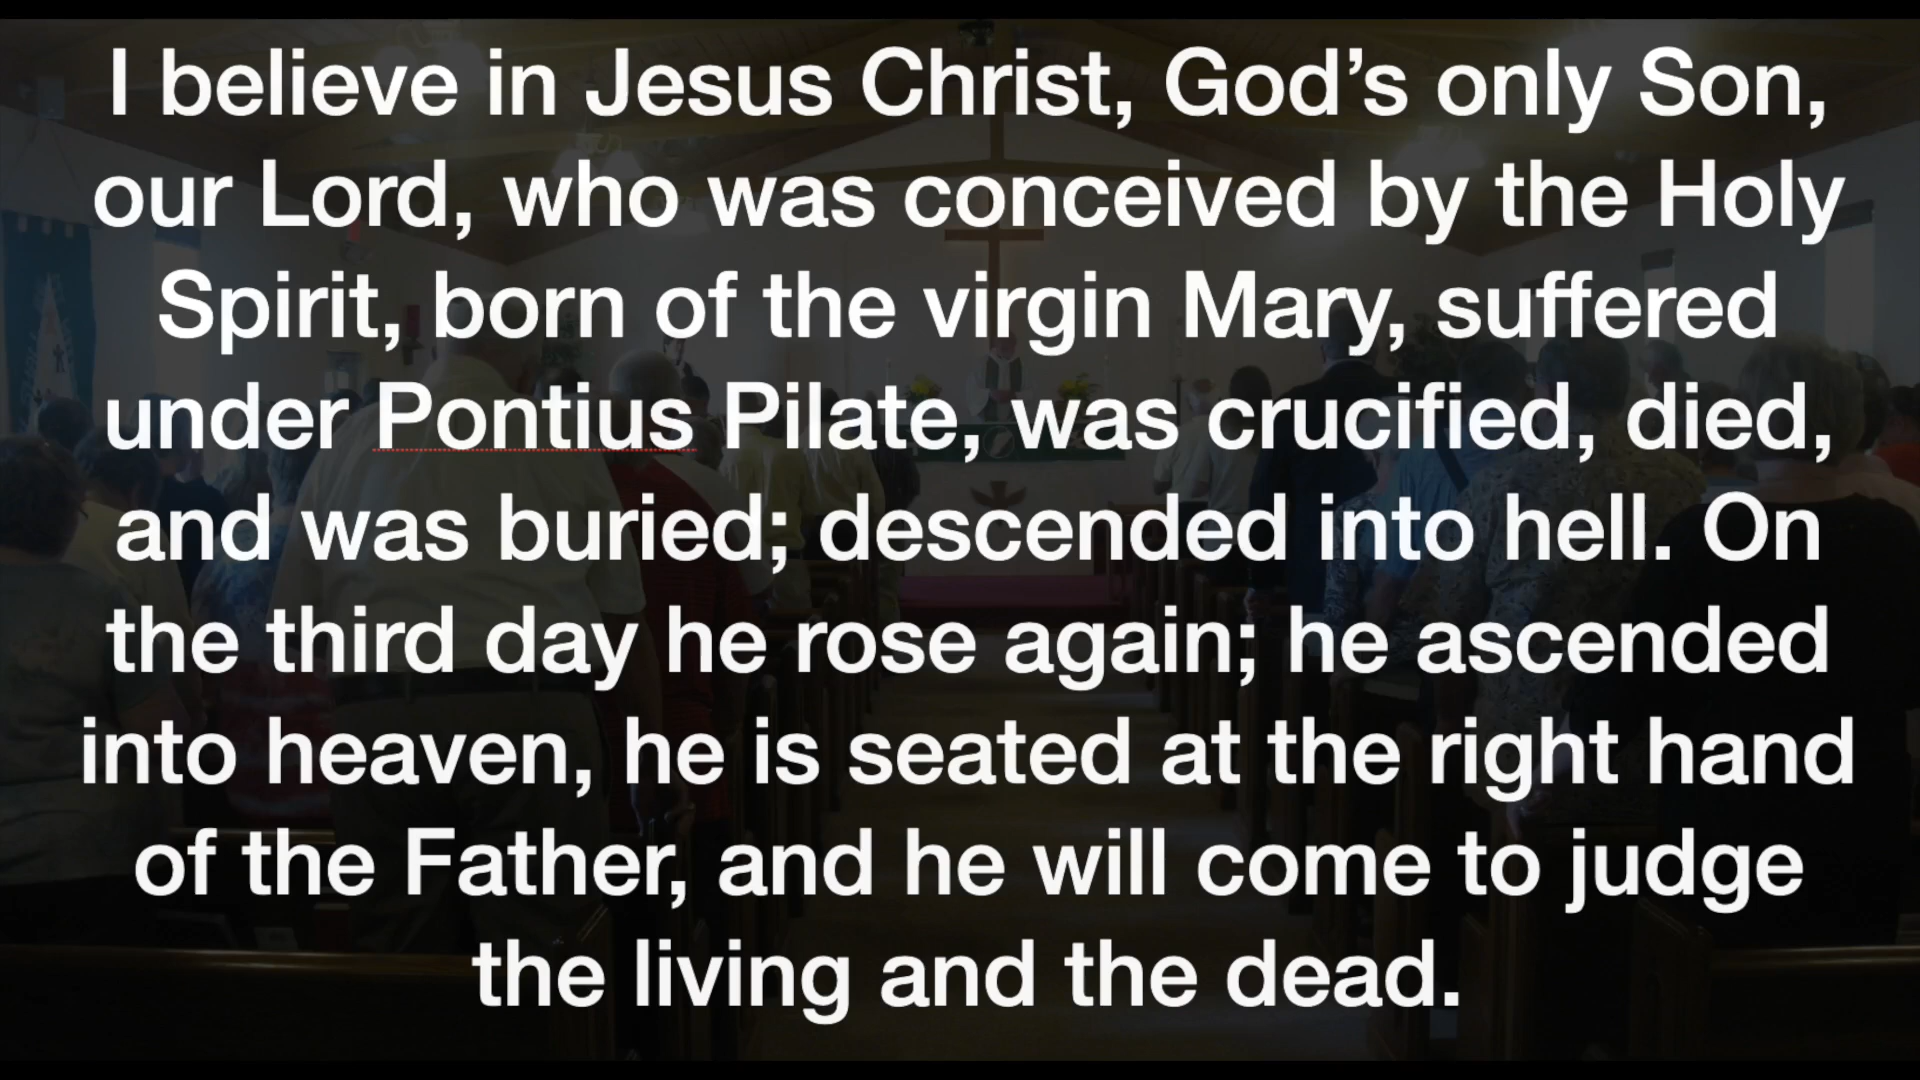 I believe in Jesus Christ, God’s only Son,
our Lord, who was conceived by the Holy
Spirit, born of the virgin Mary, suffered
under Pontius Pilate, was crucified, died,
and was buried; descended into hell. On
the third day he rose again; he ascended
into heaven, he is seated at the right hand
of the Father, and he will come to judge
the living and the dead.